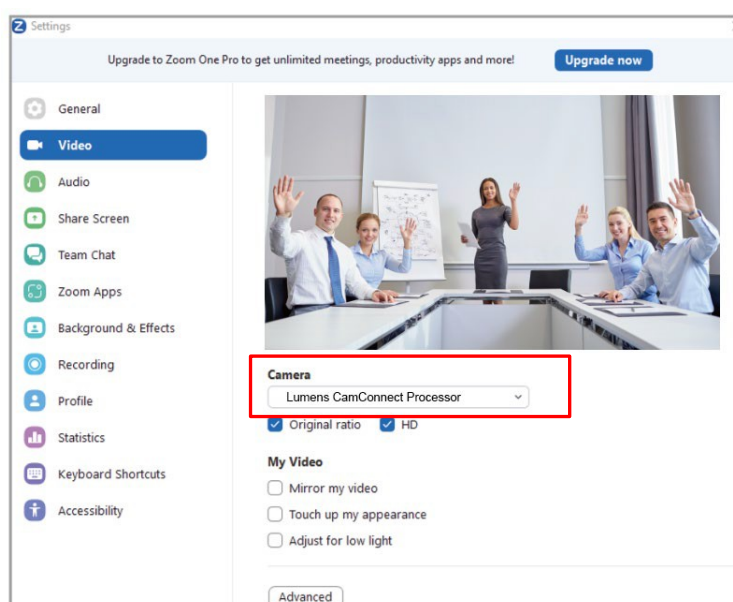 Settings
Upgrade to Zoom One Pro to get unlimited meetings, productivity apps and more! Upgrade now
General
Video
Audio
Share Screen
Team Chat
Zoom Apps
Background & Effects
Recording
Profile
Statistics
Keyboard Shortcuts
Accessibility
Camera
Lumens CamConnect Processor
Original ratio HD
My Video
Mirror my video
Touch up my appearance
Adjust for low light
Advanced